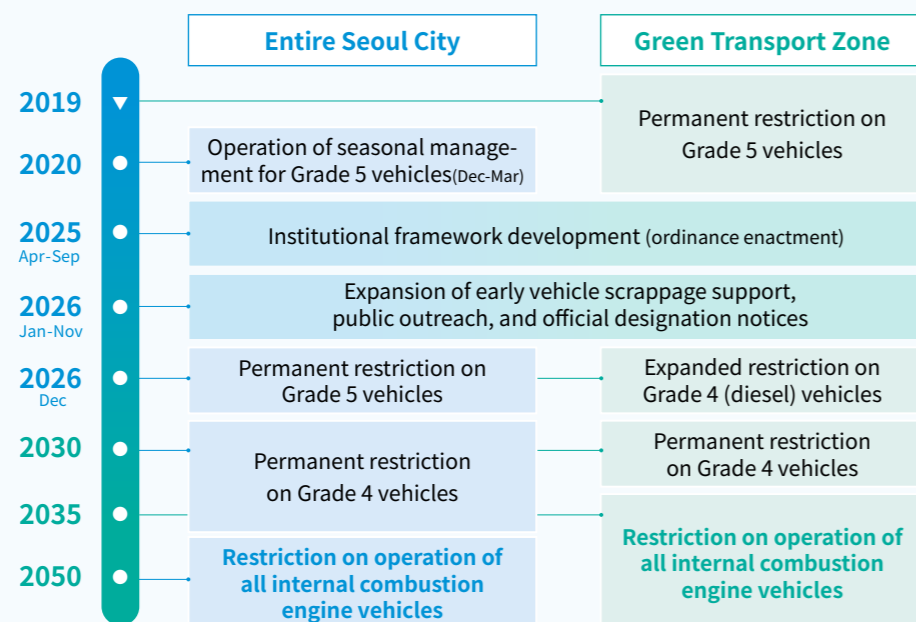 Entire Seoul City
Green Transport Zone
2019
Permanent restriction on
Grade 5 vehicles
2020
Operation of seasonal manage-
ment for Grade 5 vehicles(Dec-Mar)
2025
Apr-Sep
Institutional framework development (ordinance enactment)
2026
Jan-Nov
Expansion of early vehicle scrappage support,
public outreach, and official designation notices
2026
Dec
Permanent restriction on
Grade 5 vehicles
Expanded restriction on
Grade 4 (diesel) vehicles
2030
Permanent restriction
on Grade 4 vehicles
Permanent restriction
on Grade 4 vehicles
2035
Restriction on operation of
all internal combustion
engine vehicles
2050
Restriction on operation of
all internal combustion
engine vehicles